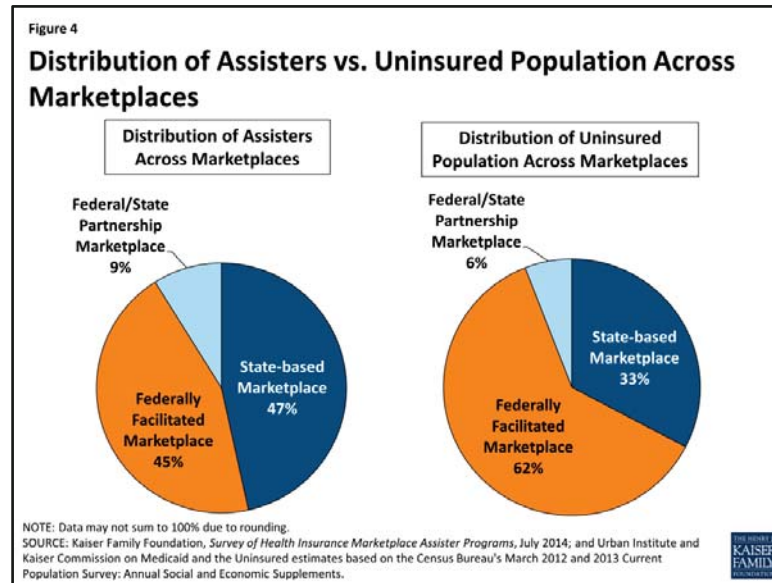 Figure 4
Distribution of Assisters vs. Uninsured Population Across
Marketplaces
Distribution of Assisters
Across Marketplaces
Federal/State
Partnership
Marketplace
9%
State-based
Marketplace
47%
Federally
Facilitated
Marketplace
45%
Distribution of Uninsured
Population Across Marketplaces
Federal/State
Partnership
Marketplace
6%
State-based
Marketplace
33%
Federally
Facilitated
Marketplace
62%
NOTE: Data may not sum to 100% due to rounding.
SOURCE: Kaiser Family Foundation, Survey of Health Insurance Marketplace Assister Programs, July 2014; and Urban Institute and
Kaiser Commission on Medicaid and the Uninsured estimates based on the Census Bureau's March 2012 and 2013 Current
Population Survey: Annual Social and Economic Supplements.
THE HENRY J.
KAISER
FAMILY
FOUNDATION